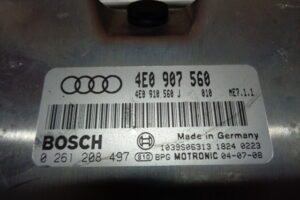 4E0 907 560
4E0 910 560 J 010 ME7.1.1
BOSCH
Made in Germany
1039S06313 1824 0223
0 261 208 497 S10 BPG MOTRONIC 04-07-08